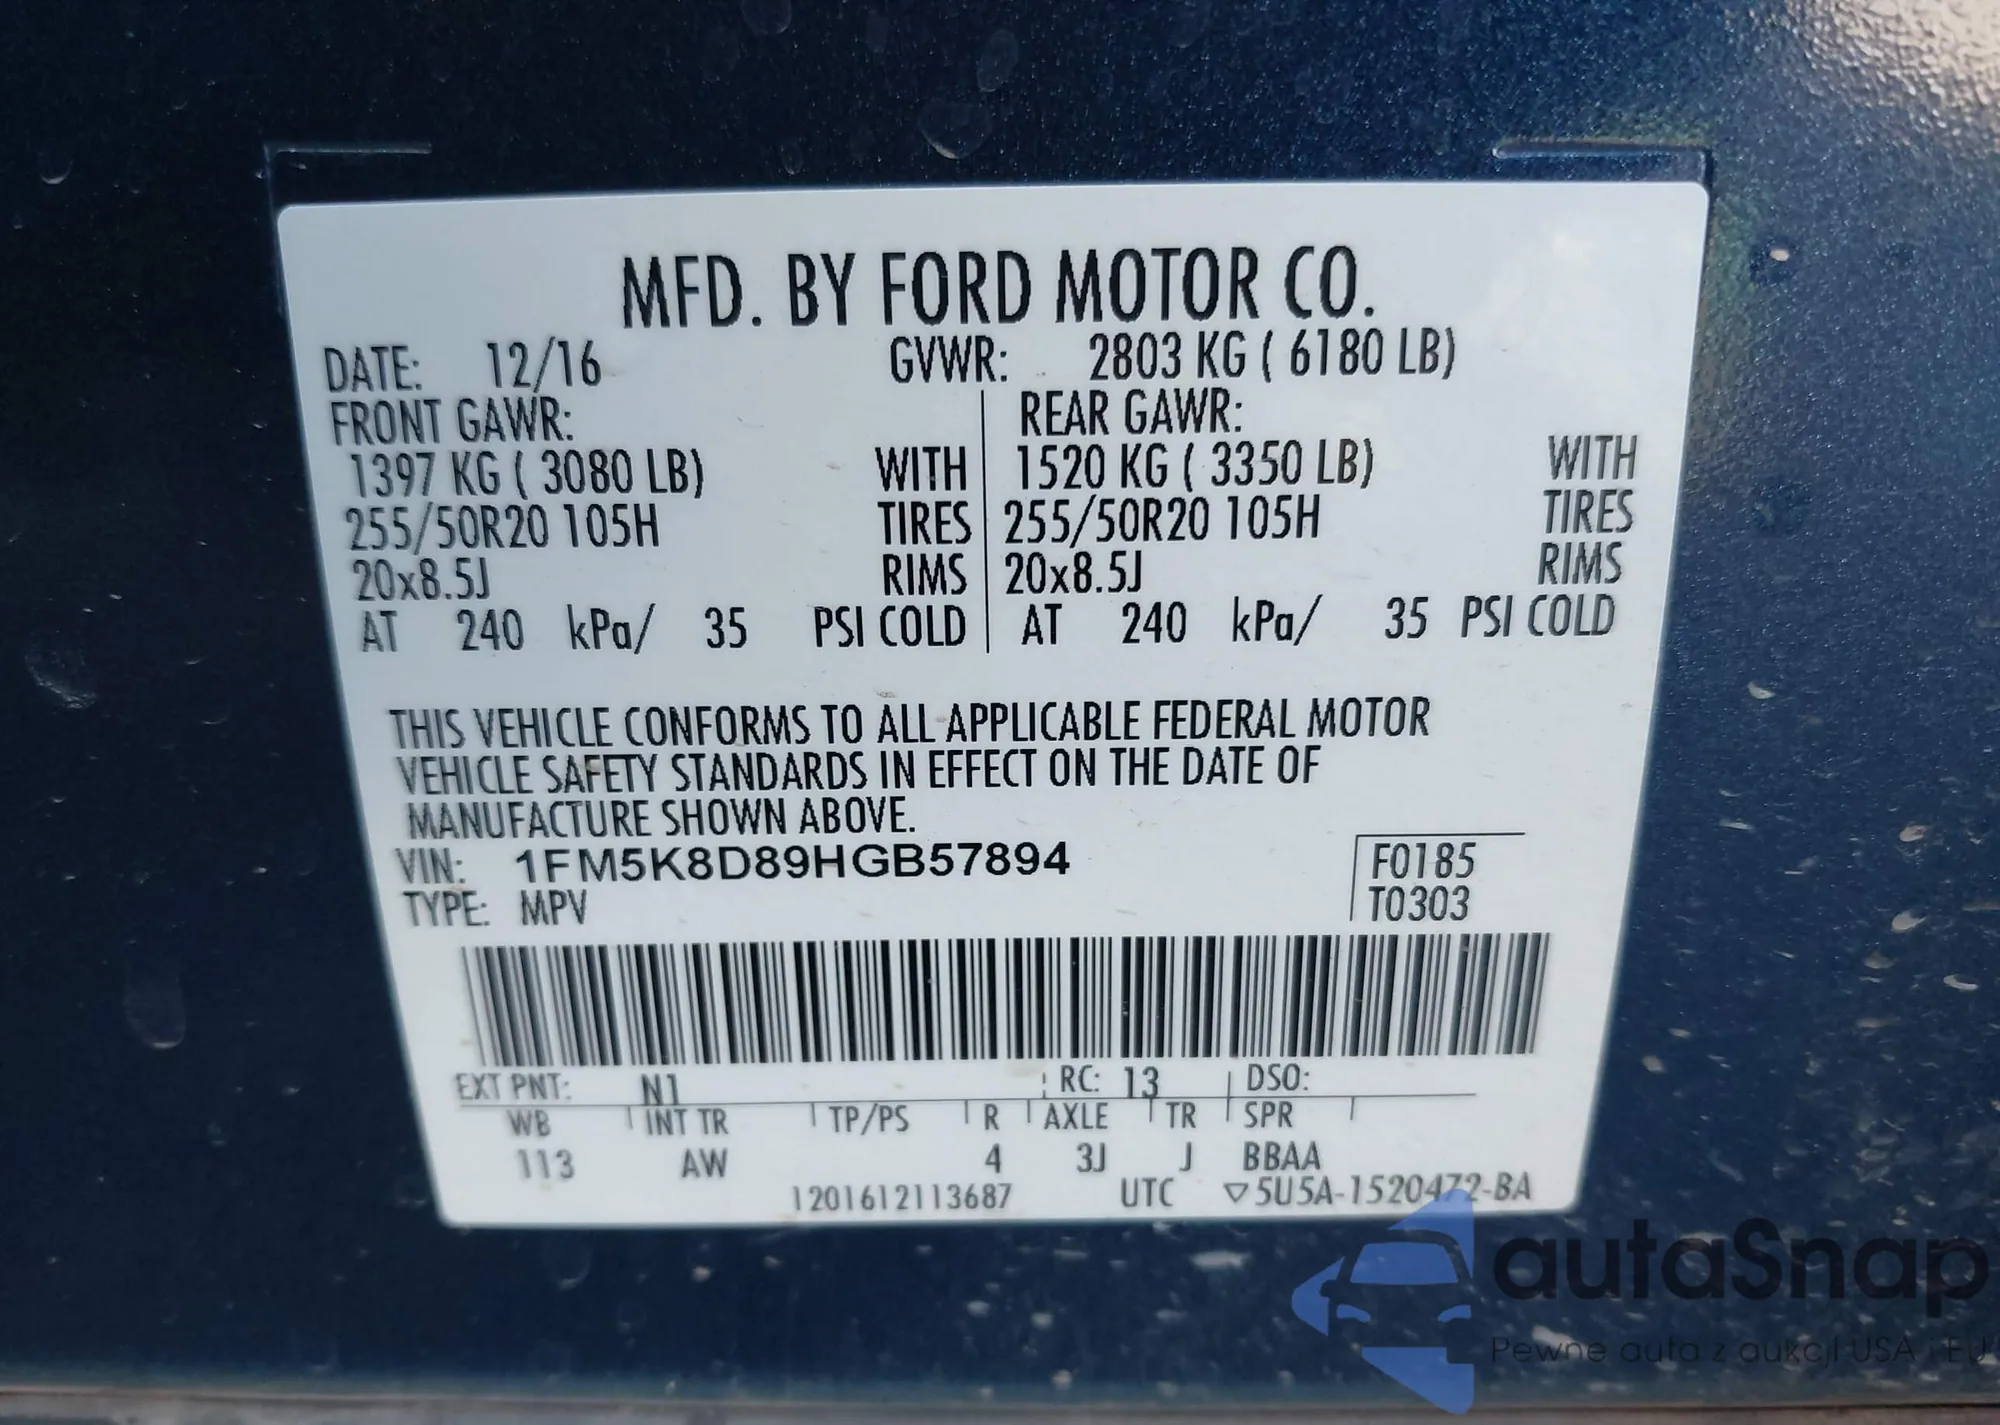 MFD. BY FORD MOTOR CO.
DATE: 12/16 GVWR: 2803 KG ( 6180 LB)
FRONT GAWR: REAR GAWR:
1397 KG ( 3080 LB) WITH 1520 KG ( 3350 LB) WITH
255/50R20 105H TIRES 255/50R20 105H TIRES
20x8.5J RIMS 20x8.5J RIMS
AT 240 kPa/ 35 PSI COLD AT 240 kPa/ 35 PSI COLD
THIS VEHICLE CONFORMS TO ALL APPLICABLE FEDERAL MOTOR
VEHICLE SAFETY STANDARDS IN EFFECT ON THE DATE OF
MANUFACTURE SHOWN ABOVE.
VIN: 1FM5K8D89HGB57894 F0185
TYPE: MPV T0303
EXT PNT: N1 RC: 13 DSO:
WB INT TR TP/PS R AXLE TR SPR
113 AW 4 3J J BBAA
1201612113687 UTC ▽5U5A-1520472-BA
autaSnap
Pewne auta z aukcji USA i EU